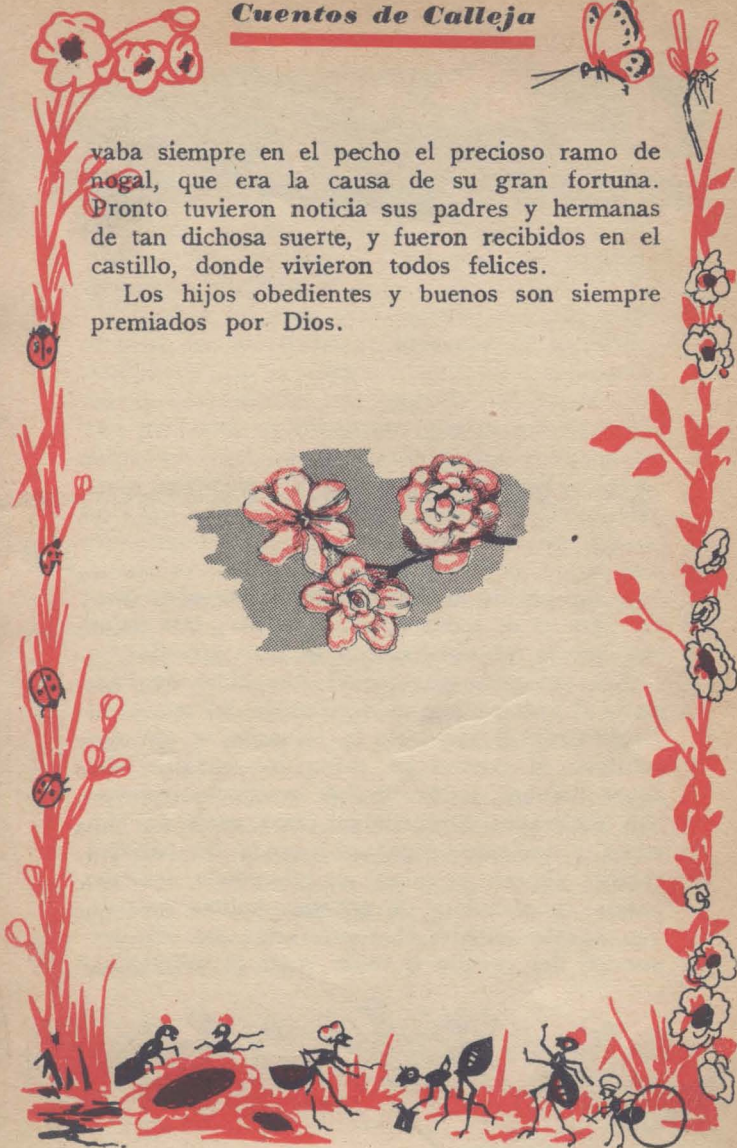 Cuentos de Calleja
vaba siempre en el pecho el precioso ramo de
nogal, que era la causa de su gran fortuna.
Pronto tuvieron noticia sus padres y hermanas
de tan dichosa suerte, y fueron recibidos en el
castillo, donde vivieron todos felices.
Los hijos obedientes y buenos son siempre
premiados por Dios.